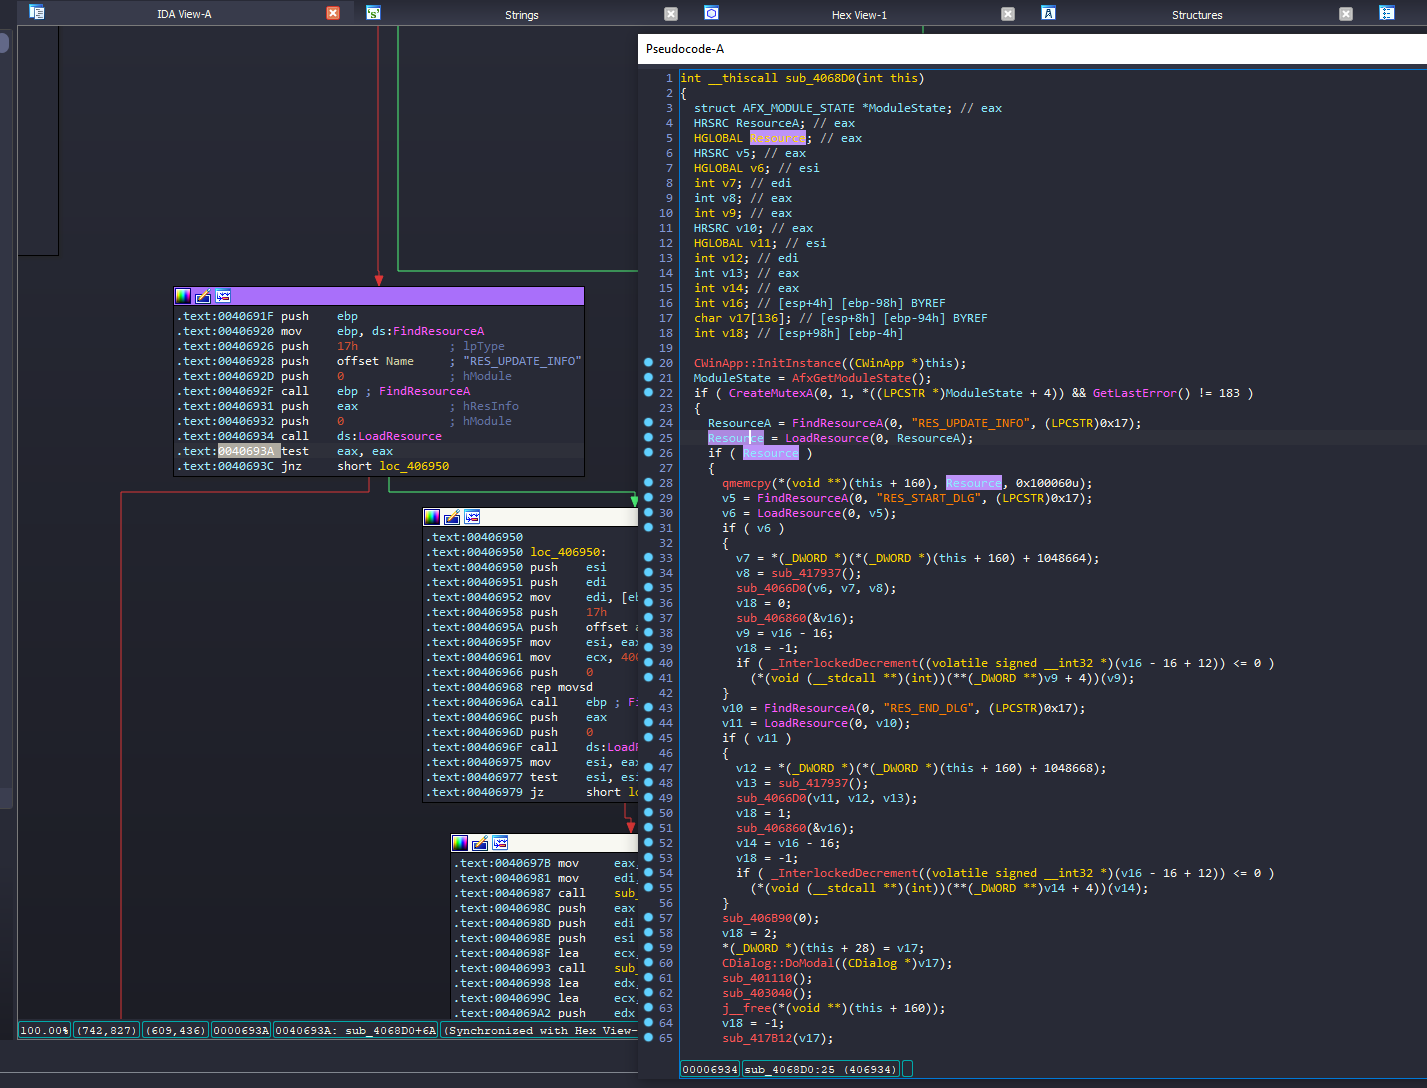 IDA View-A
Strings
Hex View-1
Structures
.text:0040691F push ebp
.text:00406920 mov ebp, ds:FindResourceA
.text:00406926 push 17h ; lpType
.text:00406928 push offset Name ; "RES_UPDATE_INFO"
.text:0040692D push 0 ; hModule
.text:0040692F call ebp ; FindResourceA
.text:00406931 push eax ; hResInfo
.text:00406932 push 0 ; hModule
.text:00406934 call ds:LoadResource
.text:0040693A test eax, eax
.text:0040693C jnz short loc_406950
.text:00406950
.text:00406950 loc_406950:
.text:00406950 push esi
.text:00406951 push edi
.text:00406952 mov edi, [eb
.text:00406958 push 17h
.text:0040695A push offset a
.text:0040695F mov esi, eax
.text:00406961 mov ecx, 400
.text:00406966 push 0
.text:00406968 rep movsd
.text:0040696A call ebp ; Fi
.text:0040696C push eax
.text:0040696D push 0
.text:0040696F call ds:LoadR
.text:00406975 mov esi, eax
.text:00406977 test esi, esi
.text:00406979 jz short lo
.text:0040697B mov eax,
.text:00406981 mov edi,
.text:00406987 call sub_
.text:0040698C push eax
.text:0040698D push edi
.text:0040698E push esi
.text:0040698F lea ecx,
.text:00406993 call sub_
.text:00406998 lea edx,
.text:0040699C lea ecx,
.text:004069A2 push edx
100.00% (742,827) (609,436) 0000693A 0040693A: sub_4068D0+6A (Synchronized with Hex View-
Pseudocode-A
1 int __thiscall sub_4068D0(int this)
2 {
3 struct AFX_MODULE_STATE *ModuleState; // eax
4 HRSRC ResourceA; // eax
5 HGLOBAL Resource; // eax
6 HRSRC v5; // eax
7 HGLOBAL v6; // esi
8 int v7; // edi
9 int v8; // eax
10 int v9; // eax
11 HRSRC v10; // eax
12 HGLOBAL v11; // esi
13 int v12; // edi
14 int v13; // eax
15 int v14; // eax
16 int v16; // [esp+4h] [ebp-98h] BYREF
17 char v17[136]; // [esp+8h] [ebp-94h] BYREF
18 int v18; // [esp+98h] [ebp-4h]
19
20 CWinApp::InitInstance((CWinApp *)this);
21 ModuleState = AfxGetModuleState();
22 if ( CreateMutexA(0, 1, *((LPCSTR *)ModuleState + 4)) && GetLastError() != 183 )
23 {
24 ResourceA = FindResourceA(0, "RES_UPDATE_INFO", (LPCSTR)0x17);
25 Resource = LoadResource(0, ResourceA);
26 if ( Resource )
27 {
28 qmemcpy(*(void **)(this + 160), Resource, 0x100060u);
29 v5 = FindResourceA(0, "RES_START_DLG", (LPCSTR)0x17);
30 v6 = LoadResource(0, v5);
31 if ( v6 )
32 {
33 v7 = *(_DWORD *)(*(_DWORD *)(this + 160) + 1048664);
34 v8 = sub_417937();
35 sub_4066D0(v6, v7, v8);
36 v18 = 0;
37 sub_406860(&v16);
38 v9 = v16 - 16;
39 v18 = -1;
40 if ( _InterlockedDecrement((volatile signed __int32 *)(v16 - 16 + 12)) <= 0 )
41 (*(void (__stdcall **)(int))(**(_DWORD **)v9 + 4))(v9);
42 }
43 v10 = FindResourceA(0, "RES_END_DLG", (LPCSTR)0x17);
44 v11 = LoadResource(0, v10);
45 if ( v11 )
46 {
47 v12 = *(_DWORD *)(*(_DWORD *)(this + 160) + 1048668);
48 v13 = sub_417937();
49 sub_4066D0(v11, v12, v13);
50 v18 = 1;
51 sub_406860(&v16);
52 v14 = v16 - 16;
53 v18 = -1;
54 if ( _InterlockedDecrement((volatile signed __int32 *)(v16 - 16 + 12)) <= 0 )
55 (*(void (__stdcall **)(int))(**(_DWORD **)v14 + 4))(v14);
56 }
57 sub_406B90(0);
58 v18 = 2;
59 *(_DWORD *)(this + 28) = v17;
60 CDialog::DoModal((CDialog *)v17);
61 sub_401110();
62 sub_403040();
63 j__free(*(void **)(this + 160));
64 v18 = -1;
65 sub_417B12(v17);
00006934 sub_4068D0:25 (406934)